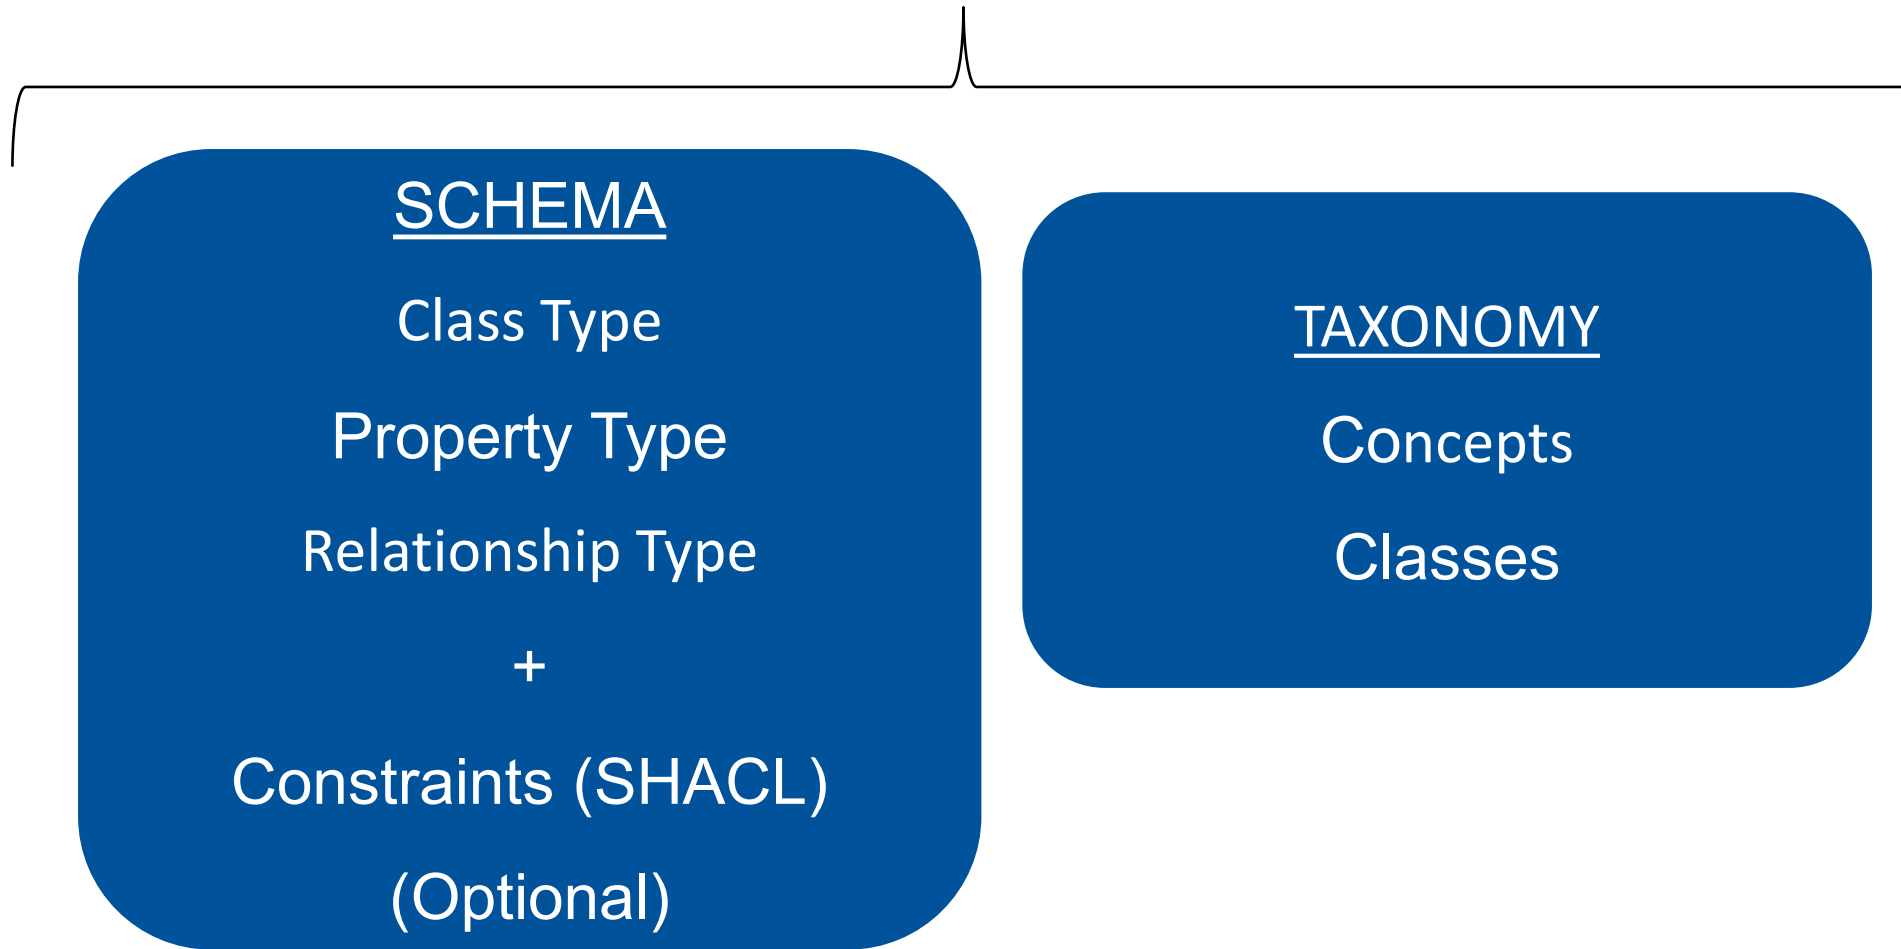 SCHEMA
Class Type
Property Type
Relationship Type
+
Constraints (SHACL)
(Optional)
TAXONOMY
Concepts
Classes